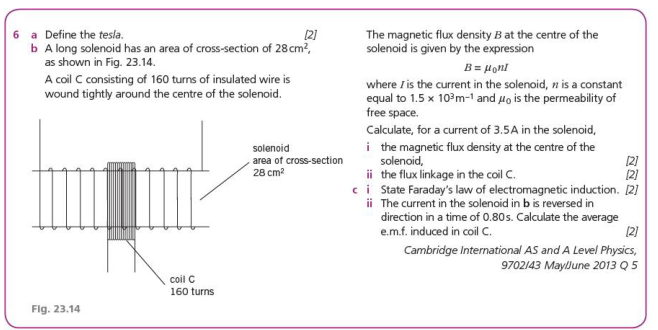 6 a Define the tesla. [2]
b A long solenoid has an area of cross-section of 28 cm²,
as shown in Fig. 23.14.
A coil C consisting of 160 turns of insulated wire is
wound tightly around the centre of the solenoid.
solenoid
area of cross-section
28 cm²
coil C
160 turns
Fig. 23.14
The magnetic flux density B at the centre of the
solenoid is given by the expression
B = μ₀nI
where I is the current in the solenoid, n is a constant
equal to 1.5 × 10³ m⁻¹ and μ₀ is the permeability of
free space.
Calculate, for a current of 3.5 A in the solenoid,
i the magnetic flux density at the centre of the
solenoid, [2]
ii the flux linkage in the coil C. [2]
c i State Faraday's law of electromagnetic induction. [2]
ii The current in the solenoid in b is reversed in
direction in a time of 0.80 s. Calculate the average
e.m.f. induced in coil C. [2]
Cambridge International AS and A Level Physics,
9702/43 May/June 2013 Q 5